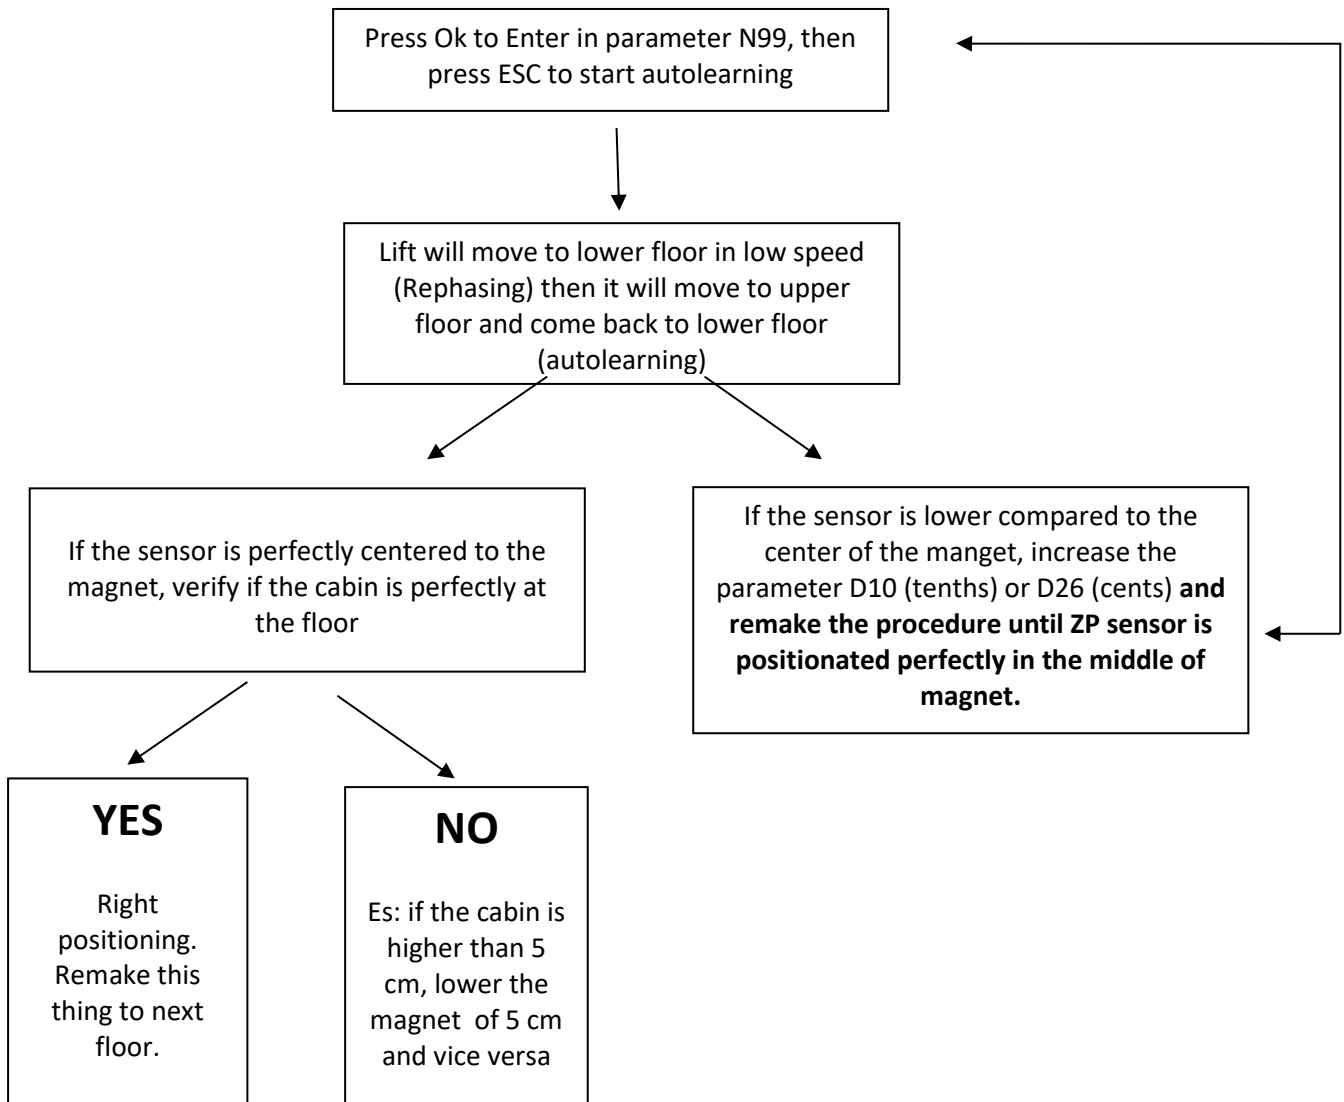 Press Ok to Enter in parameter N99, then
press ESC to start autolearning
Lift will move to lower floor in low speed
(Rephasing) then it will move to upper
floor and come back to lower floor
(autolearning)
If the sensor is perfectly centered to the
magnet, verify if the cabin is perfectly at
the floor
If the sensor is lower compared to the
center of the manget, increase the
parameter D10 (tenths) or D26 (cents) and
remake the procedure until ZP sensor is
positionated perfectly in the middle of
magnet.
YES
Right
positioning.
Remake this
thing to next
floor.
NO
Es: if the cabin is
higher than 5
cm, lower the
magnet of 5 cm
and vice versa